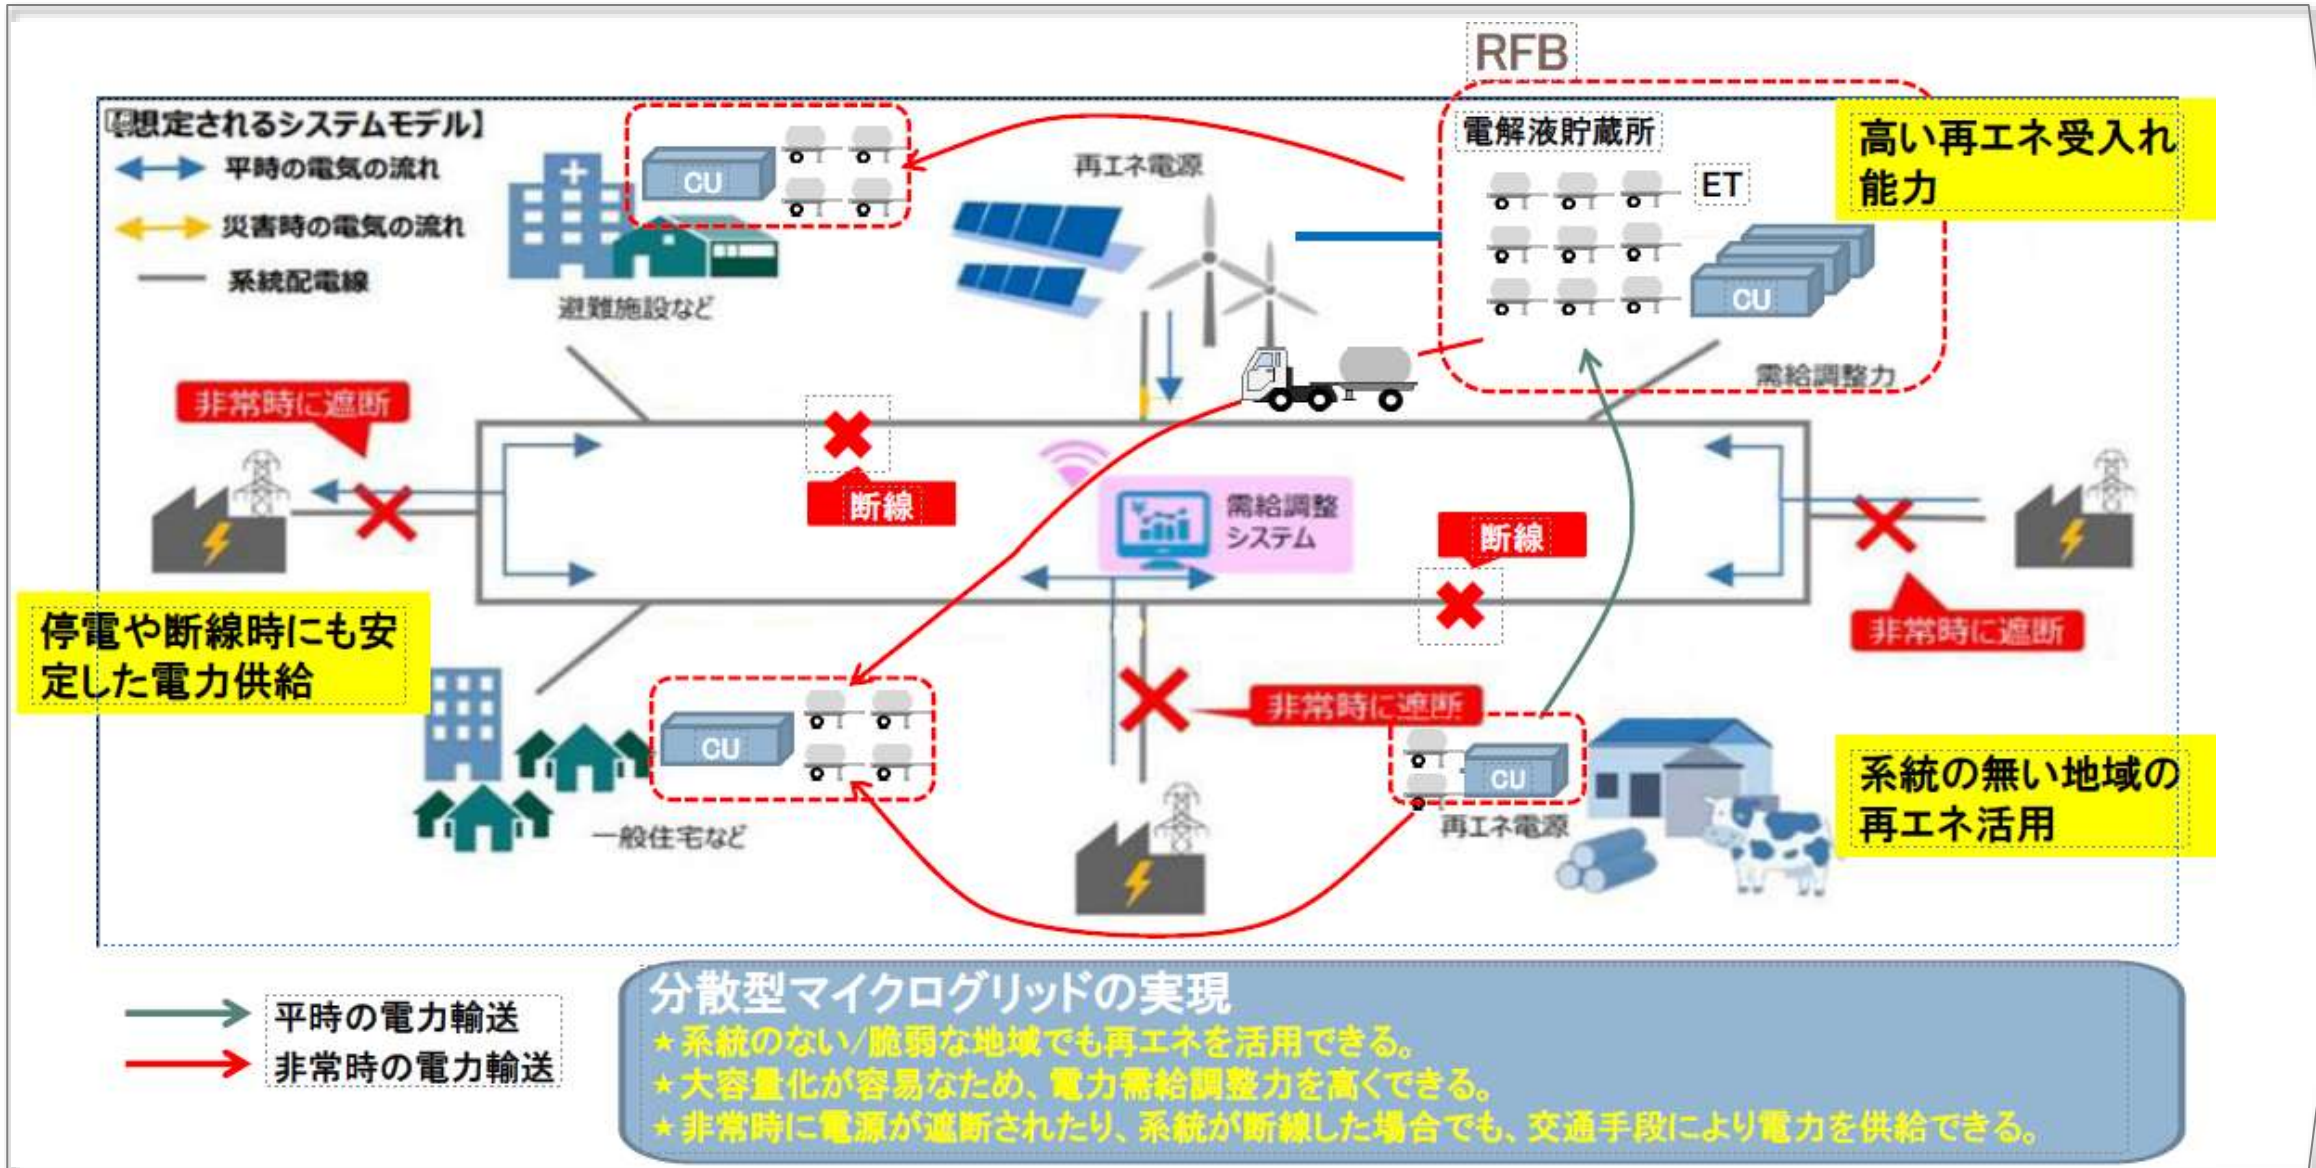 RFB
【想定されるシステムモデル】
平時の電気の流れ
災害時の電気の流れ
系統配電線
CU
避難施設など
再エネ電源
電解液貯蔵所
ET
CU
高い再エネ受入れ
能力
需給調整力
非常時に遮断
断線
需給調整
システム
断線
非常時に遮断
停電や断線時にも安
定した電力供給
CU
一般住宅など
非常時に遮断
CU
再エネ電源
系統の無い地域の
再エネ活用
平時の電力輸送
非常時の電力輸送
分散型マイクログリッドの実現
★系統のない/脆弱な地域でも再エネを活用できる。
★大容量化が容易なため、電力需給調整力を高くできる。
★非常時に電源が遮断されたり、系統が断線した場合でも、交通手段により電力を供給できる。